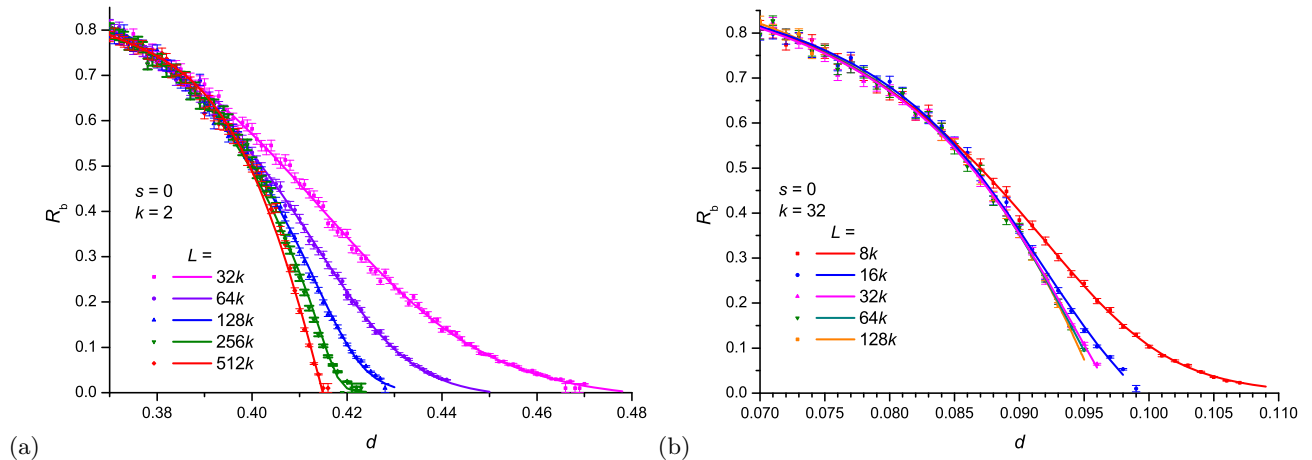 0.8
0.7
0.6
0.5
0.4
0.3
0.2
0.1
0.0
R_b
s = 0
k = 2
L =
32k
64k
128k
256k
512k
0.38 0.40 0.42 0.44 0.46 0.48
d
(a)
0.8
0.7
0.6
0.5
0.4
0.3
0.2
0.1
0.0
R_b
s = 0
k = 32
L =
8k
16k
32k
64k
128k
0.070 0.075 0.080 0.085 0.090 0.095 0.100 0.105 0.110
d
(b)